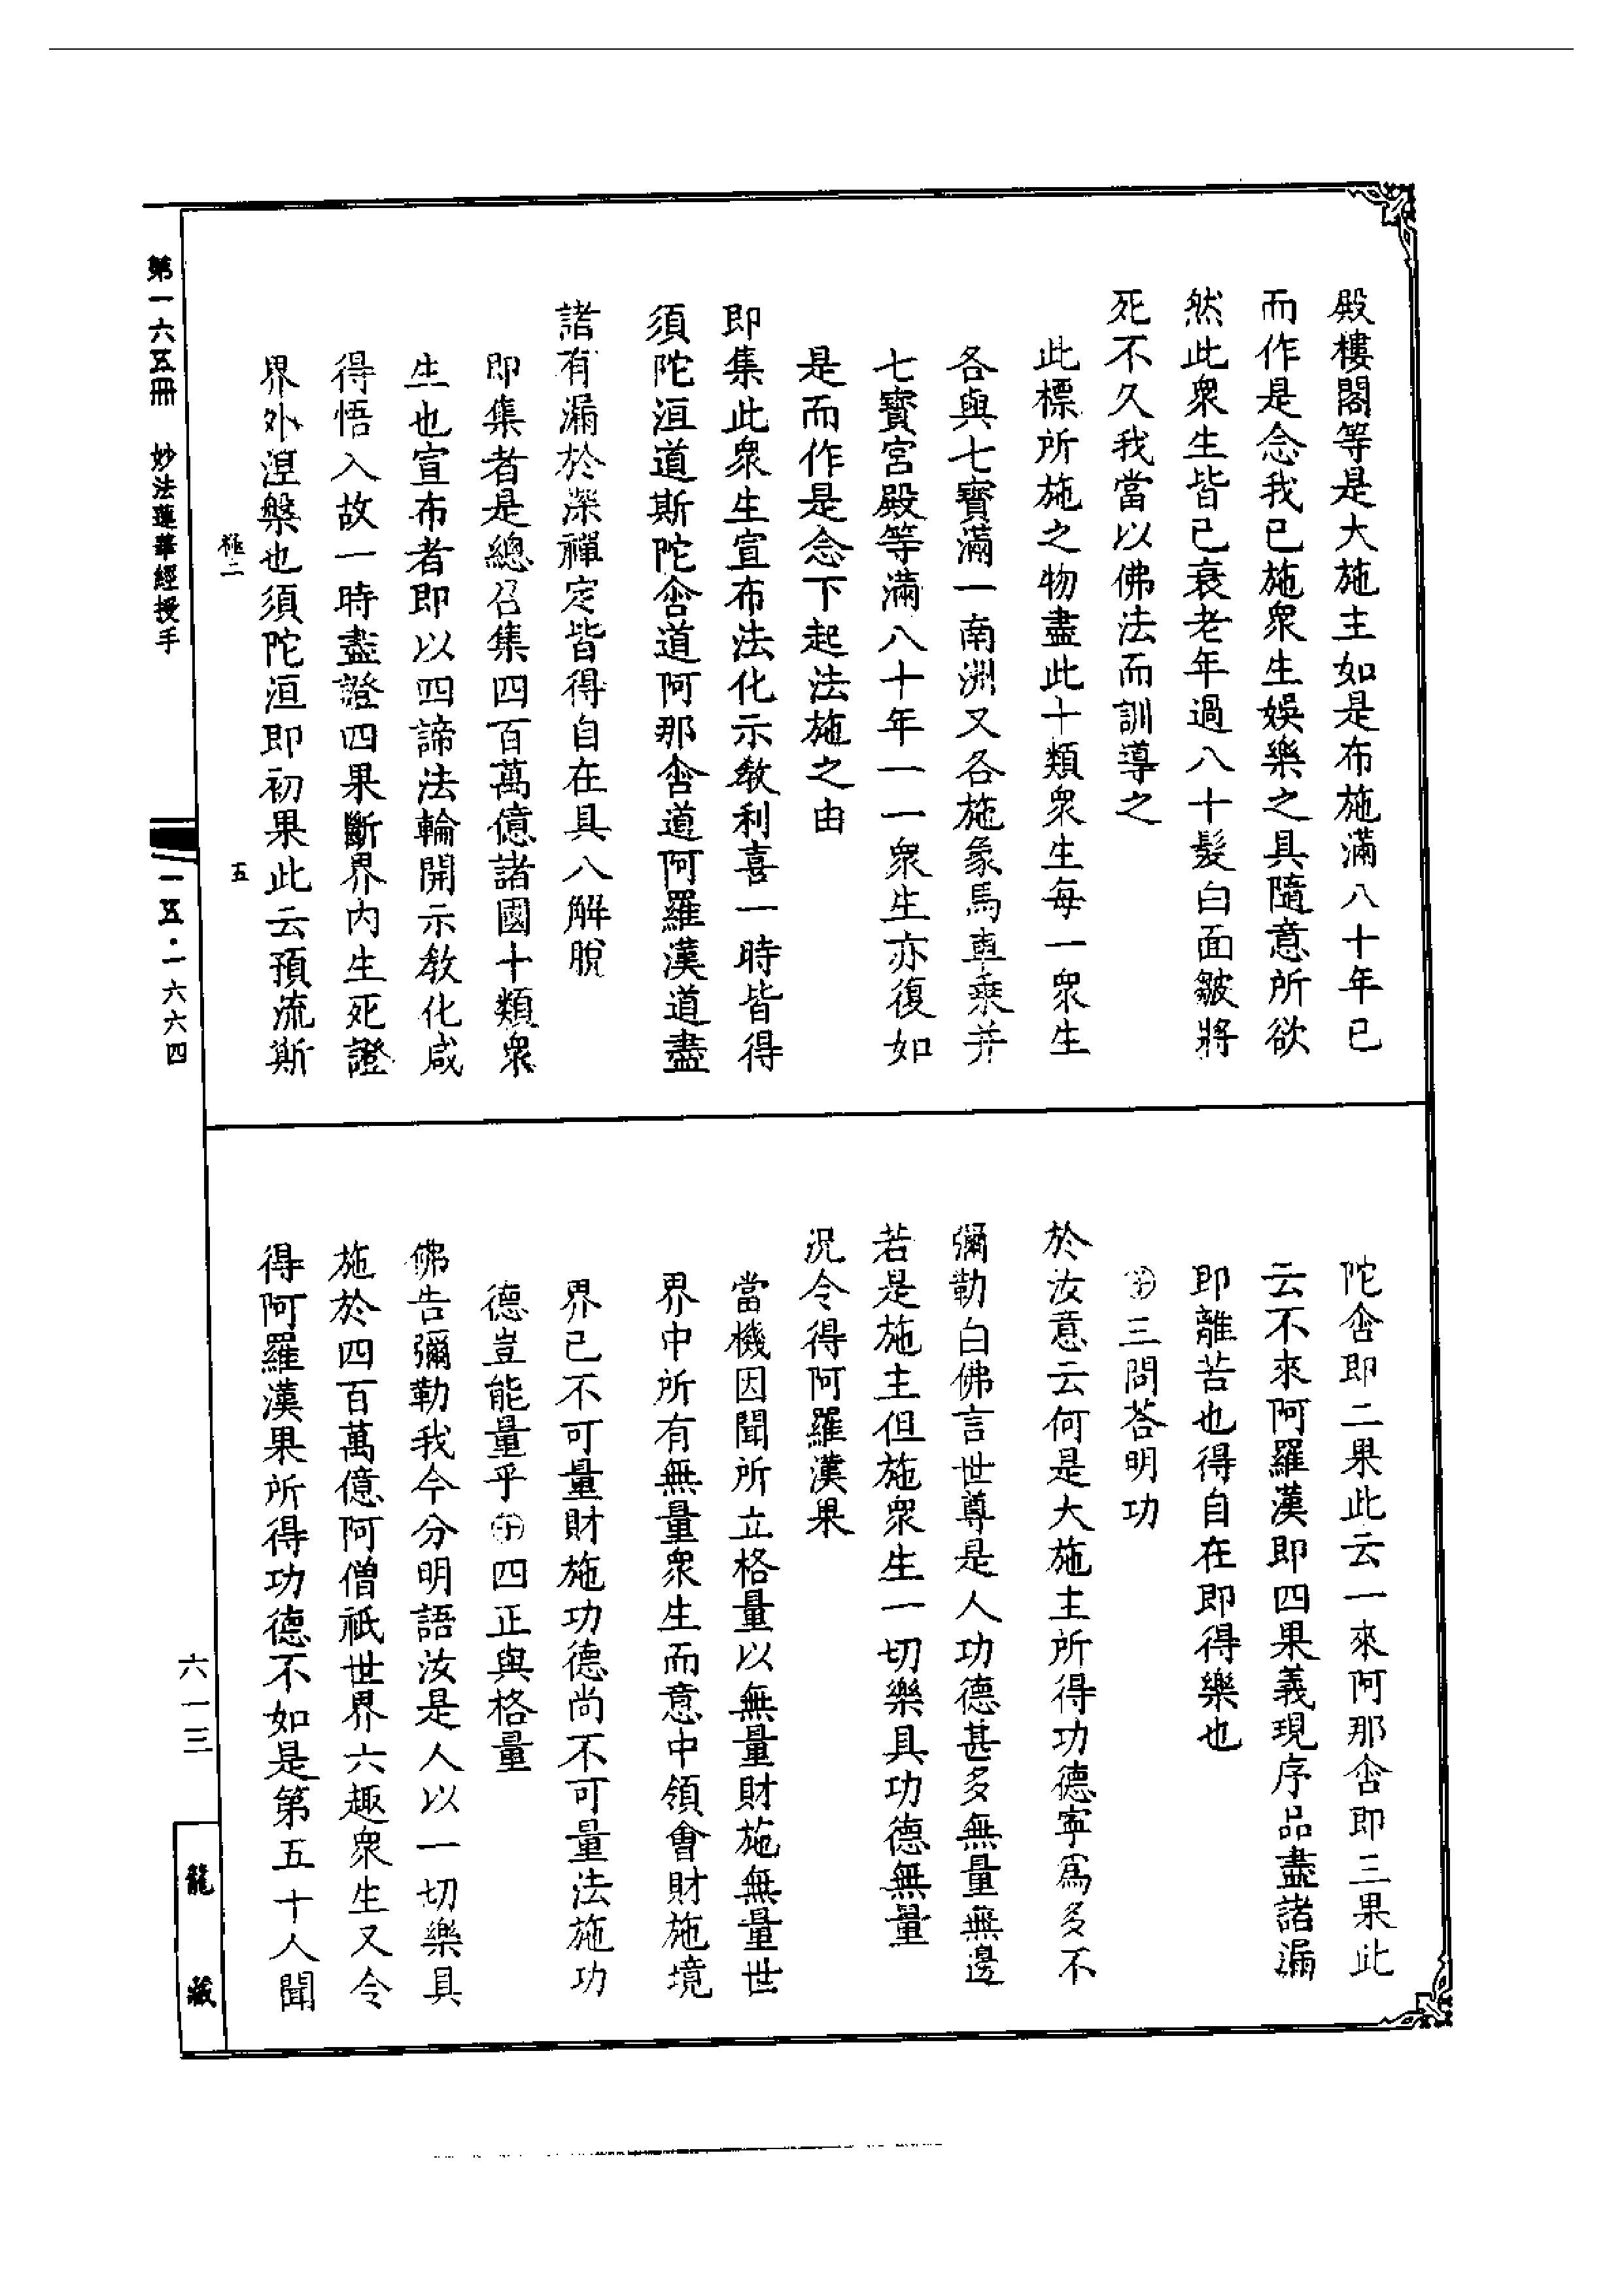 殿樓閣等是大施主如是布施滿八十年已
而作是念我已施眾生娛樂之具隨意所欲
然此眾生皆已衰老年過八十髮白面皺將
死不久我當以佛法而訓導之
此標所施之物盡此十類眾生每一眾生
各與七寶滿一南洲又各施象馬車乘并
七寶宮殿等滿八十年一一眾生亦復如
是而作是念下起法施之由
即集此眾生宣布法化示教利喜一時皆得
須陀洹道斯陀含道阿那含道阿羅漢道盡
諸有漏於深禪定皆得自在具八解脫
即集者是總召集四百萬億諸國十類眾
生也宣布者即以四諦法輪開示教化咸
得悟入故一時盡證四果斷界內生死證
界外涅槃也須陀洹即初果此云預流斯
陀含即二果此云一來阿那含即三果此
云不來阿羅漢即四果義現序品盡諸漏
即離苦也得自在即得樂也
三問荅明功
於汝意云何是大施主所得功德寧為多不
彌勒白佛言世尊是人功德甚多無量無邊
若是施主但施眾生一切樂具功德無量
況令得阿羅漢果
當機因聞所立格量以無量財施無量世
界中所有無量眾生而意中領會財施境
界已不可量財施功德尚不可量法施功
德豈能量乎 四正與格量
佛告彌勒我今分明語汝是人以一切樂具
施於四百萬億阿僧祇世界六趣眾生又令
得阿羅漢果所得功德不如是第五十人聞
極二
五
第一六五冊 妙法蓮華經授手
一五·一六六四
六一三
龍藏